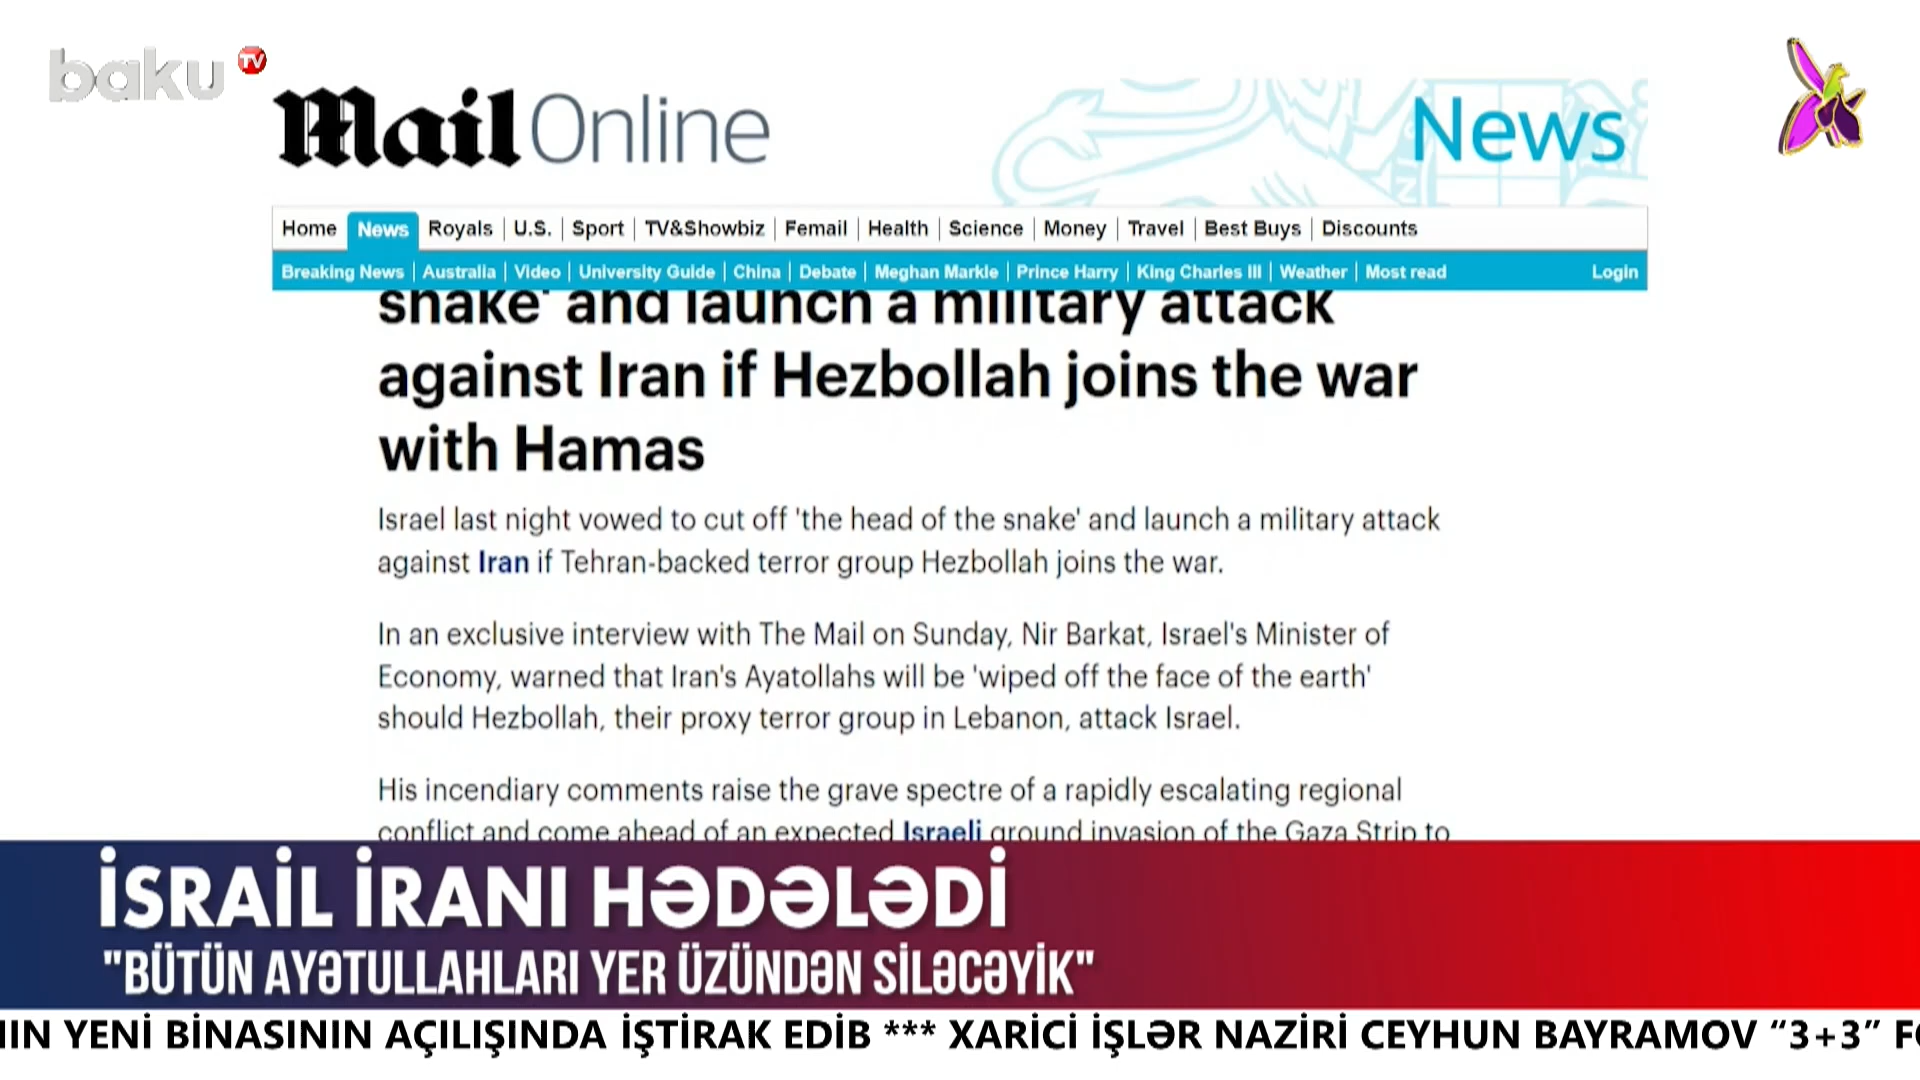 baku TV
Mail Online
News
Home News Royals U.S. Sport TV&Showbiz Femail Health Science Money Travel Best Buys Discounts
Breaking News Australia Video University Guide China Debate Meghan Markle Prince Harry King Charles III Weather Most read Login
snake' and launch a military attack
against Iran if Hezbollah joins the war
with Hamas
Israel last night vowed to cut off 'the head of the snake' and launch a military attack
against Iran if Tehran-backed terror group Hezbollah joins the war.
In an exclusive interview with The Mail on Sunday, Nir Barkat, Israel's Minister of
Economy, warned that Iran's Ayatollahs will be 'wiped off the face of the earth'
should Hezbollah, their proxy terror group in Lebanon, attack Israel.
His incendiary comments raise the grave spectre of a rapidly escalating regional
conflict and come ahead of an expected Israeli ground invasion of the Gaza Strip to
İSRAİL İRANI HƏDƏLƏDİ
"BÜTÜN AYƏTULLAHLARI YER ÜZÜNDƏN SİLƏCƏYİK"
YENİ BİNASININ AÇILIŞINDA İŞTİRAK EDİB *** XARİCİ İŞLƏR NAZİRİ CEYHUN BAYRAMOV “3+3”